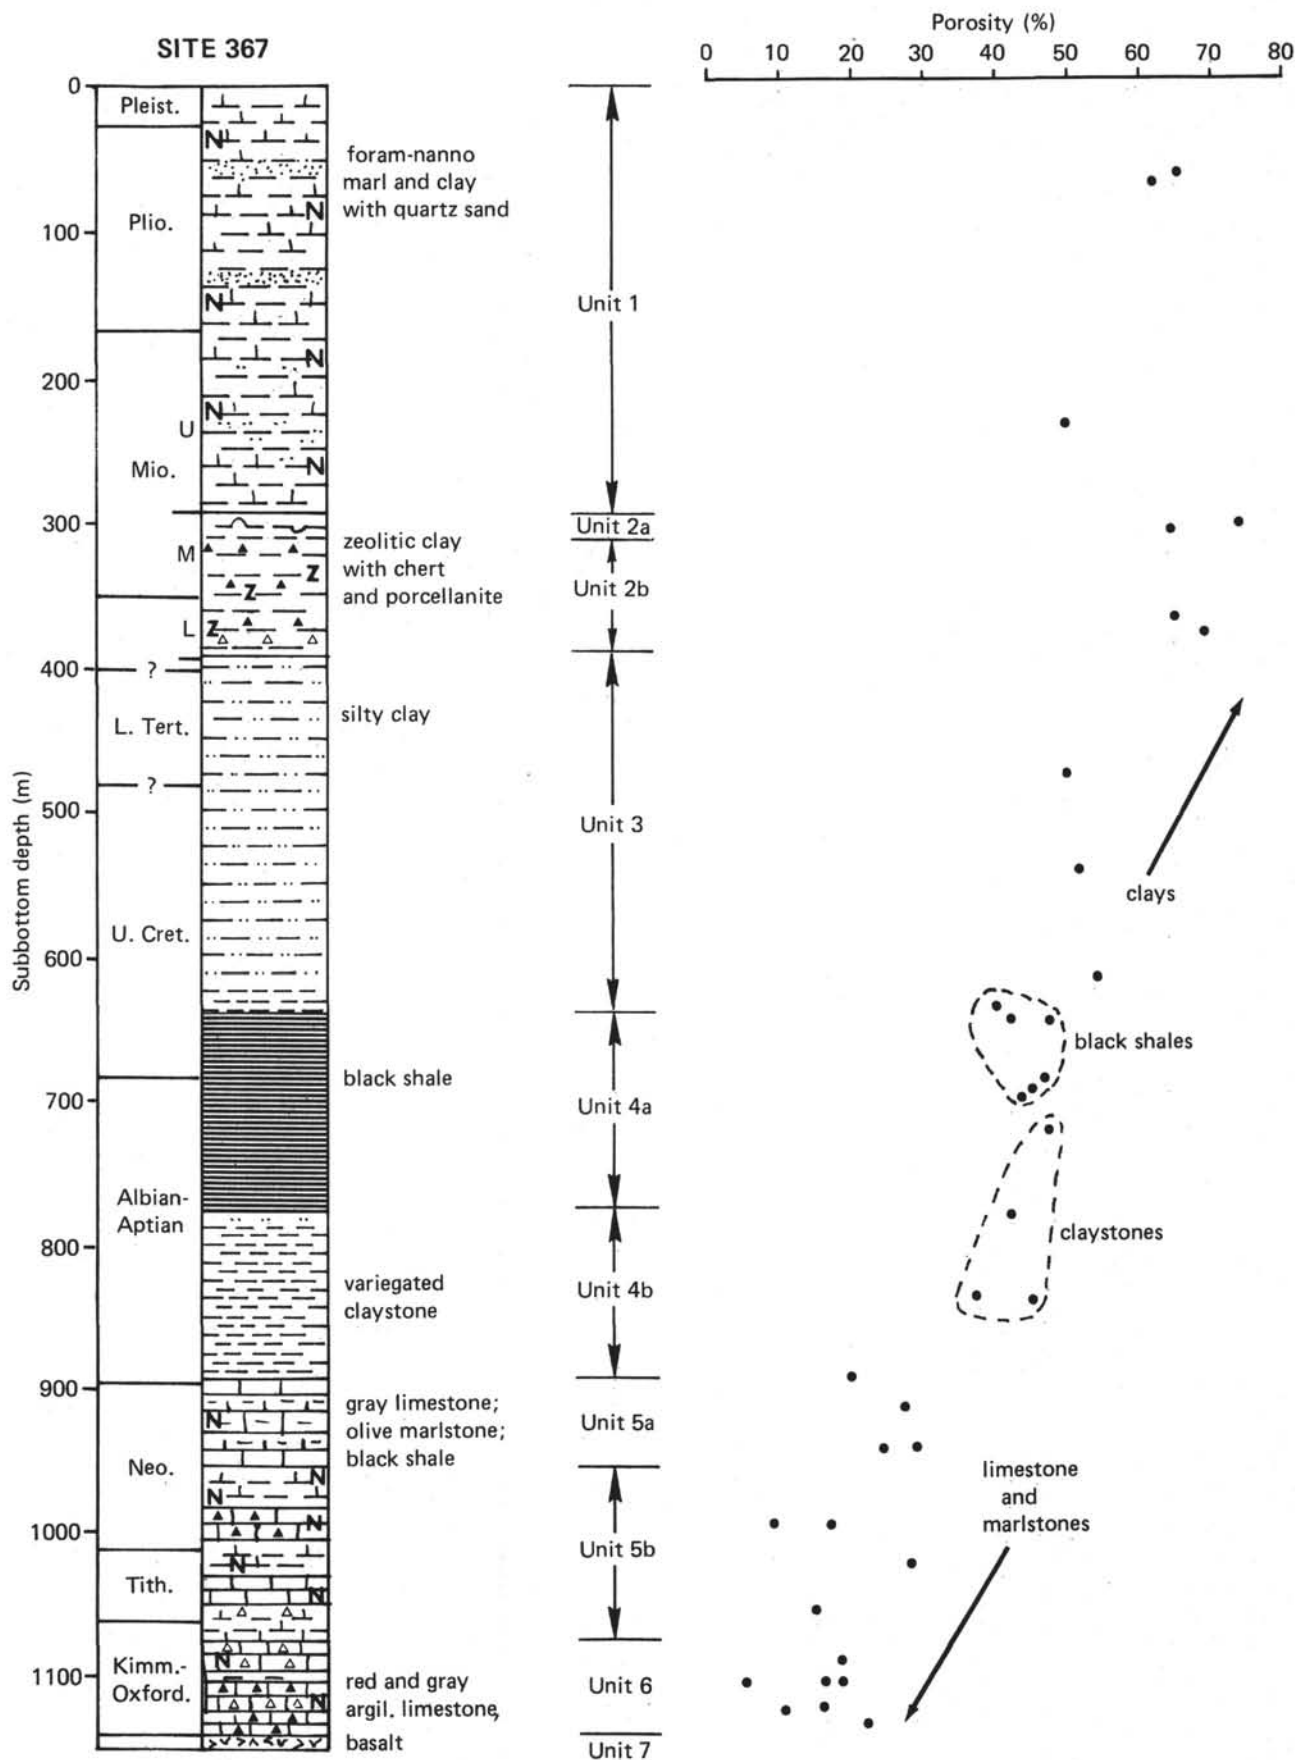 SITE 367
Porosity (%)
0 10 20 30 40 50 60 70 80
Subbottom depth (m)
0
100
200
300
400
500
600
700
800
900
1000
1100
Pleist.
Plio.
U
Mio.
M
L
?
L. Tert.
?
U. Cret.
Albian-
Aptian
Neo.
Tith.
Kimm.-
Oxford.
N
N
N
N
N
N
Z
Z
Z
N
N
N
N
N
N
N
N
foram-nanno
marl and clay
with quartz sand
zeolitic clay
with chert
and porcellanite
silty clay
black shale
variegated
claystone
gray limestone;
olive marlstone;
black shale
red and gray
argil. limestone,
basalt
Unit 1
Unit 2a
Unit 2b
Unit 3
Unit 4a
Unit 4b
Unit 5a
Unit 5b
Unit 6
Unit 7
clays
black shales
claystones
limestone
and
marlstones